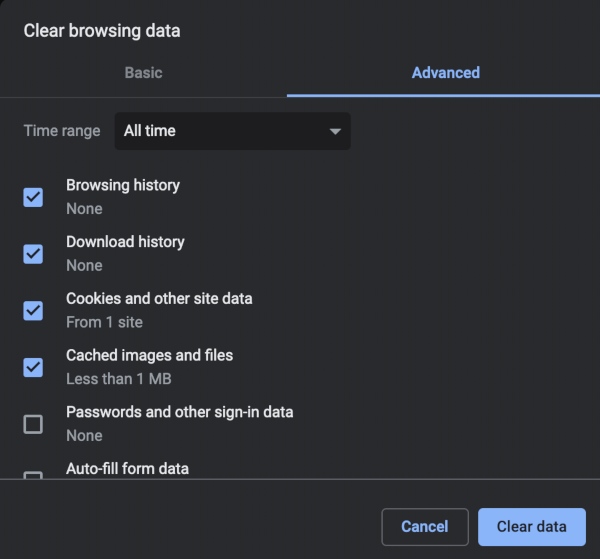 Clear browsing data
Basic
Advanced
Time range
All time
Browsing history
None
Download history
None
Cookies and other site data
From 1 site
Cached images and files
Less than 1 MB
Passwords and other sign-in data
None
Auto-fill form data
Cancel
Clear data